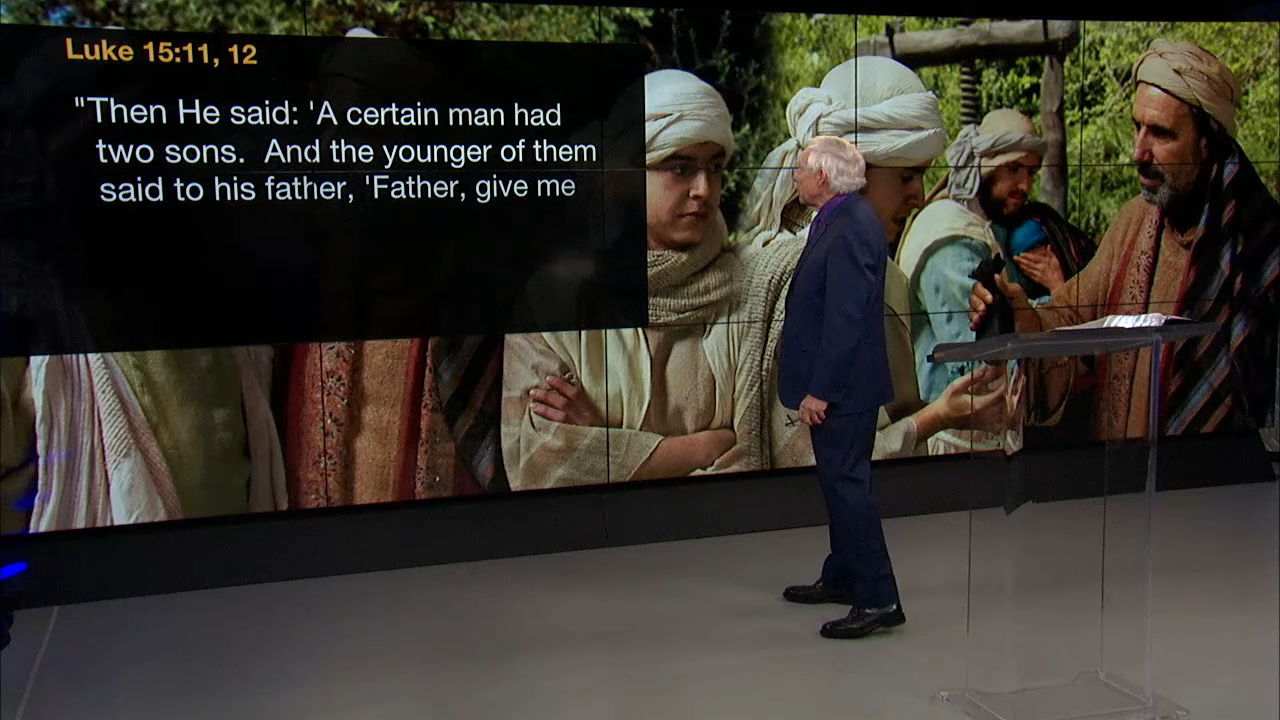 Luke 15:11, 12
"Then He said: 'A certain man had
two sons.  And the younger of them
said to his father, 'Father, give me